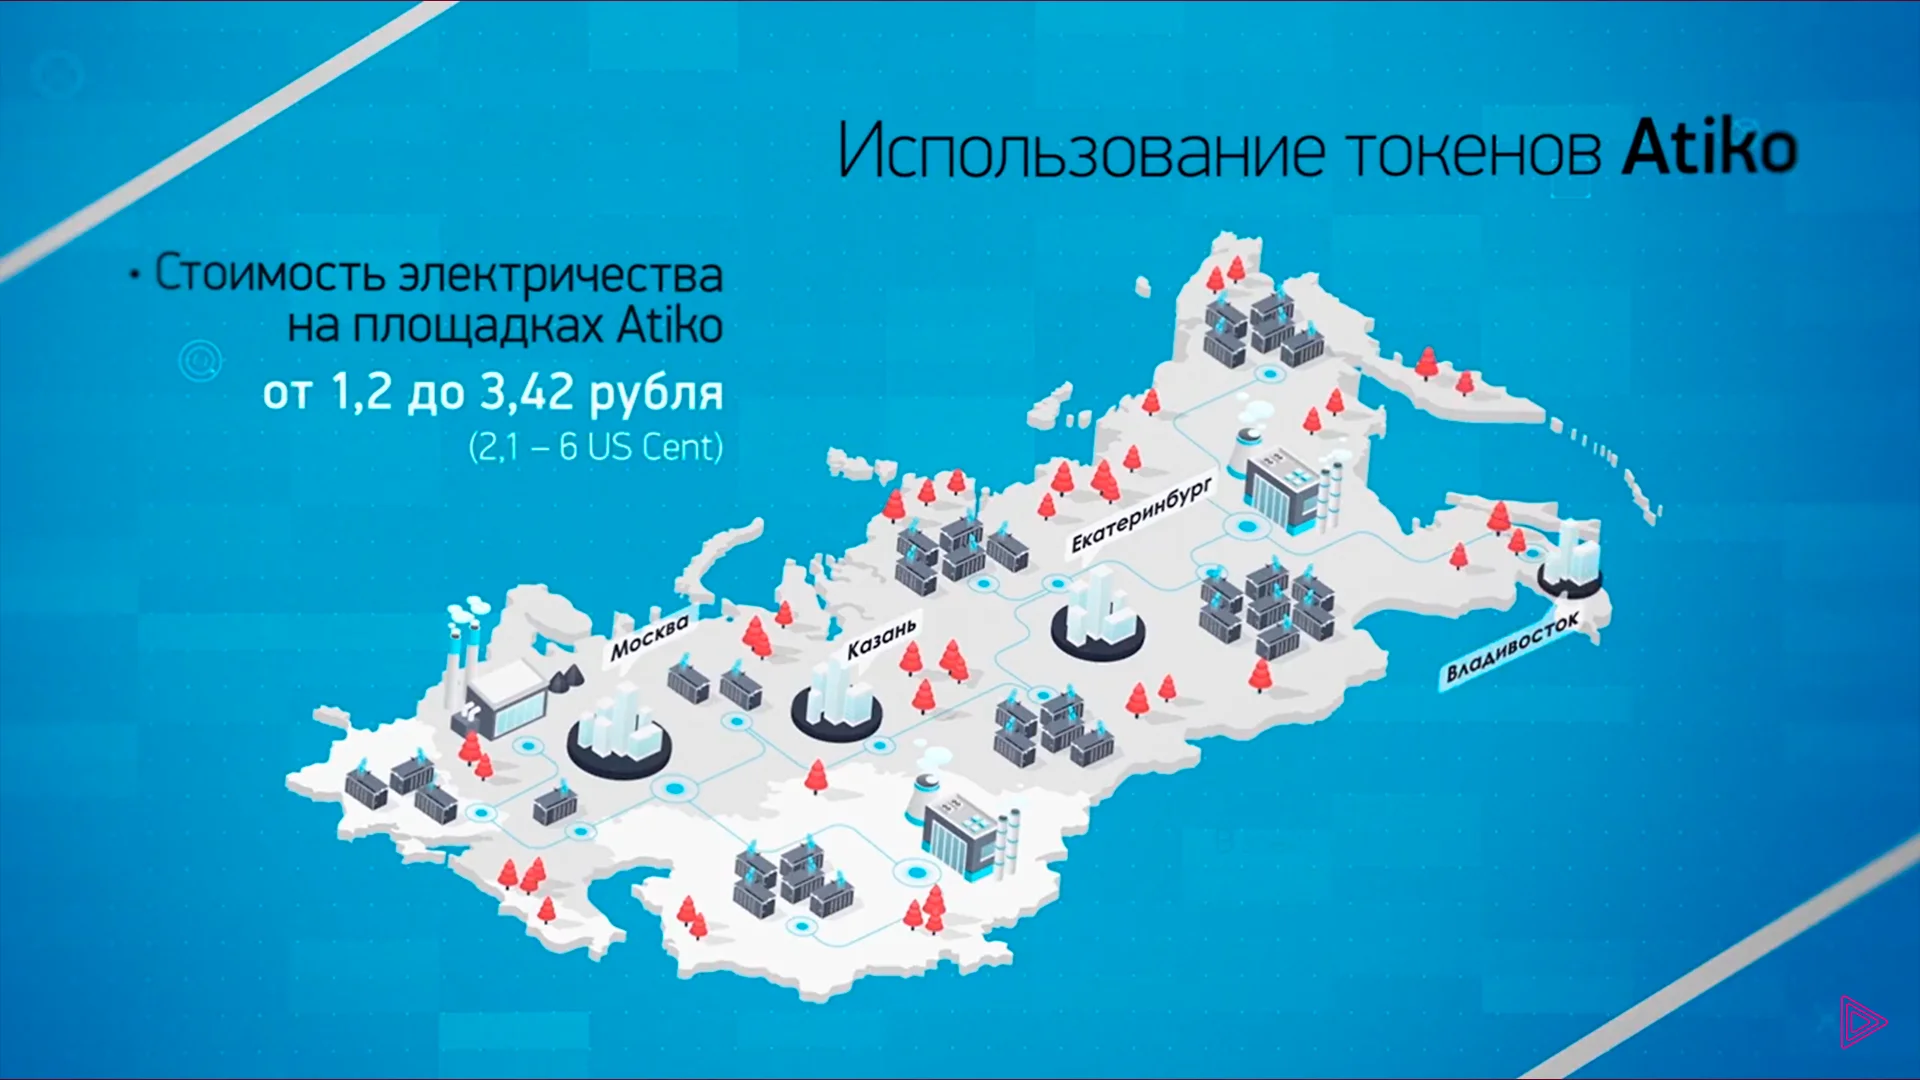 Использование токенов Atiko
• Стоимость электричества
на площадках Atiko
от 1,2 до 3,42 рубля
(2,1 – 6 US Cent)
Екатеринбург
Москва
Казань
Владивосток